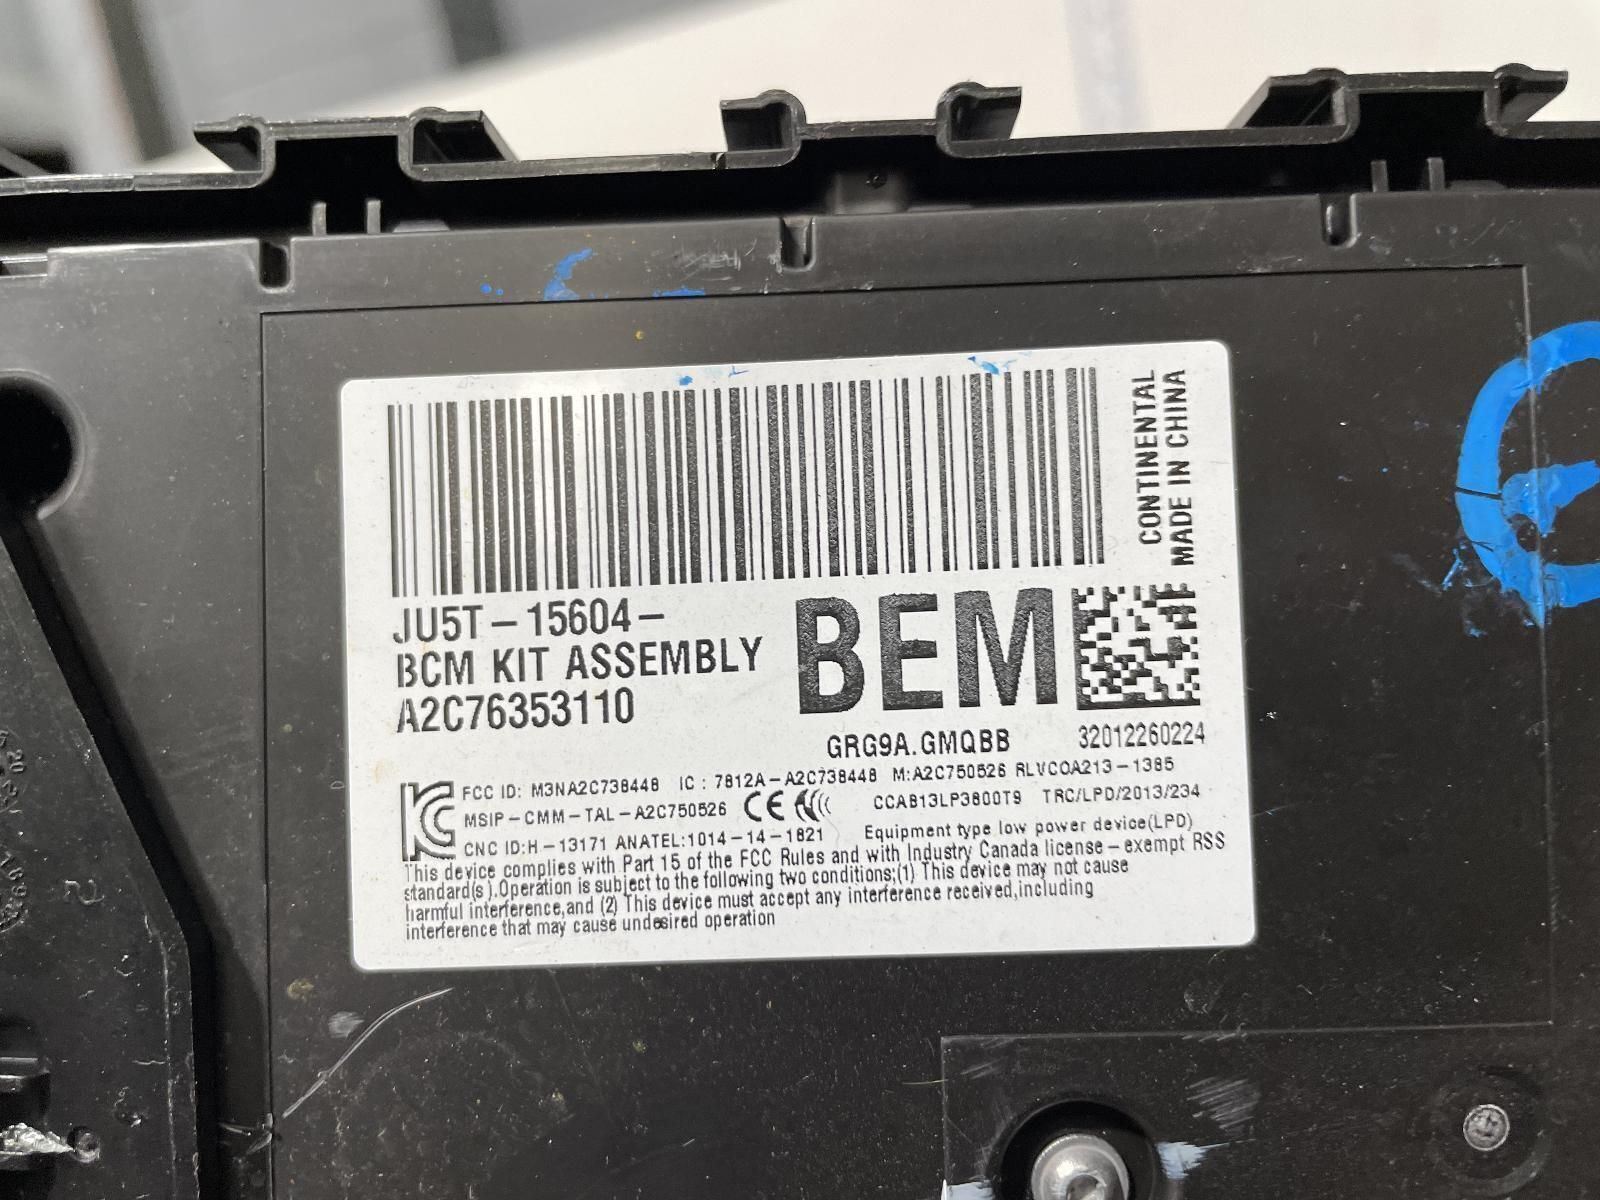 CONTINENTAL
MADE IN CHINA
JU5T-15604-
BCM KIT ASSEMBLY
A2C76353110
BEM
GRG9A.GMQBB
32012260224
FCC ID: M3NA2C738448 IC: 7812A-A2C738448 M:A2C750526 RLVCOA213-1385
MSIP-CMM-TAL-A2C750526 CE CCAB13LP3800T9 TRC/LPD/2013/234
CNC ID:H-13171 ANATEL:1014-14-1821 Equipment type low power device(LPD)
This device complies with Part 15 of the FCC Rules and with Industry Canada license-exempt RSS
standard(s).Operation is subject to the following two conditions;(1) This device may not cause
harmful interference,and (2) This device must accept any interference received,including
interference that may cause undesired operation